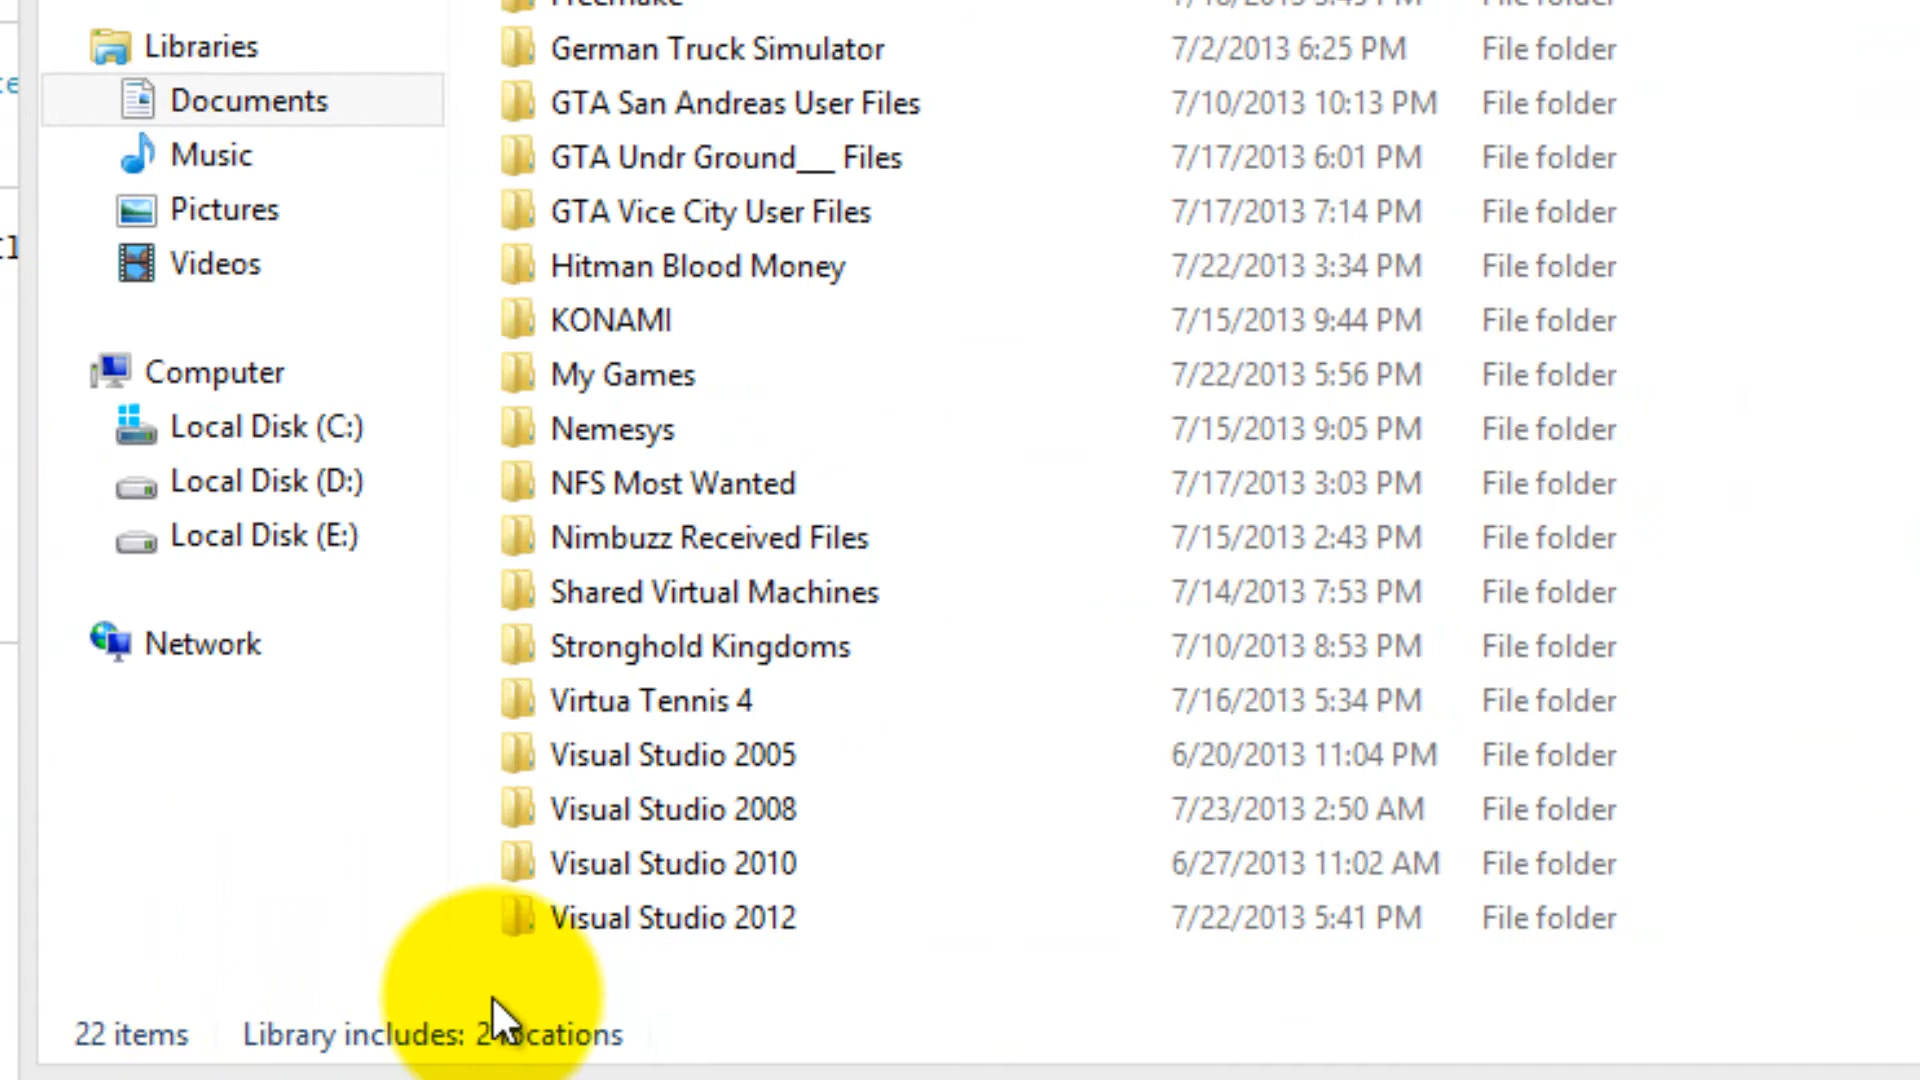 Libraries
Documents
Music
Pictures
Videos
Computer
Local Disk (C:)
Local Disk (D:)
Local Disk (E:)
Network
German Truck Simulator 7/2/2013 6:25 PM File folder
GTA San Andreas User Files 7/10/2013 10:13 PM File folder
GTA Undr Ground___ Files 7/17/2013 6:01 PM File folder
GTA Vice City User Files 7/17/2013 7:14 PM File folder
Hitman Blood Money 7/22/2013 3:34 PM File folder
KONAMI 7/15/2013 9:44 PM File folder
My Games 7/22/2013 5:56 PM File folder
Nemesys 7/15/2013 9:05 PM File folder
NFS Most Wanted 7/17/2013 3:03 PM File folder
Nimbuzz Received Files 7/15/2013 2:43 PM File folder
Shared Virtual Machines 7/14/2013 7:53 PM File folder
Stronghold Kingdoms 7/10/2013 8:53 PM File folder
Virtua Tennis 4 7/16/2013 5:34 PM File folder
Visual Studio 2005 6/20/2013 11:04 PM File folder
Visual Studio 2008 7/23/2013 2:50 AM File folder
Visual Studio 2010 6/27/2013 11:02 AM File folder
Visual Studio 2012 7/22/2013 5:41 PM File folder
22 items Library includes: 2 locations